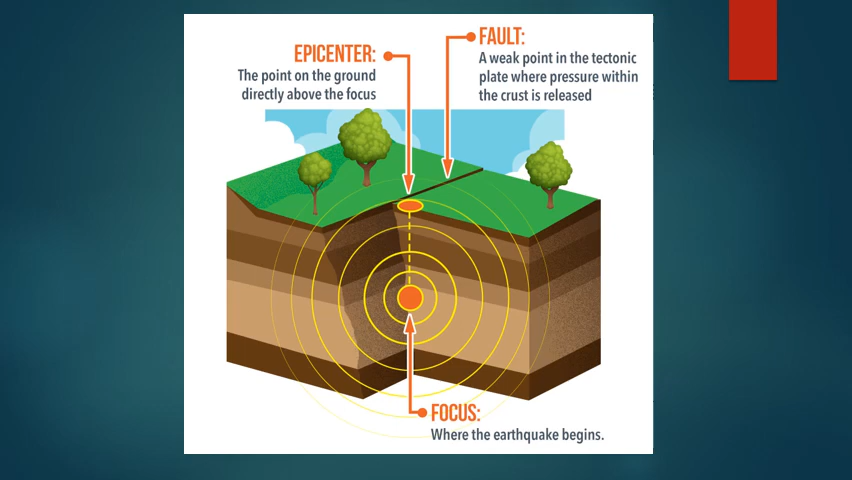 EPICENTER:
The point on the ground
directly above the focus
FAULT:
A weak point in the tectonic
plate where pressure within
the crust is released
FOCUS:
Where the earthquake begins.